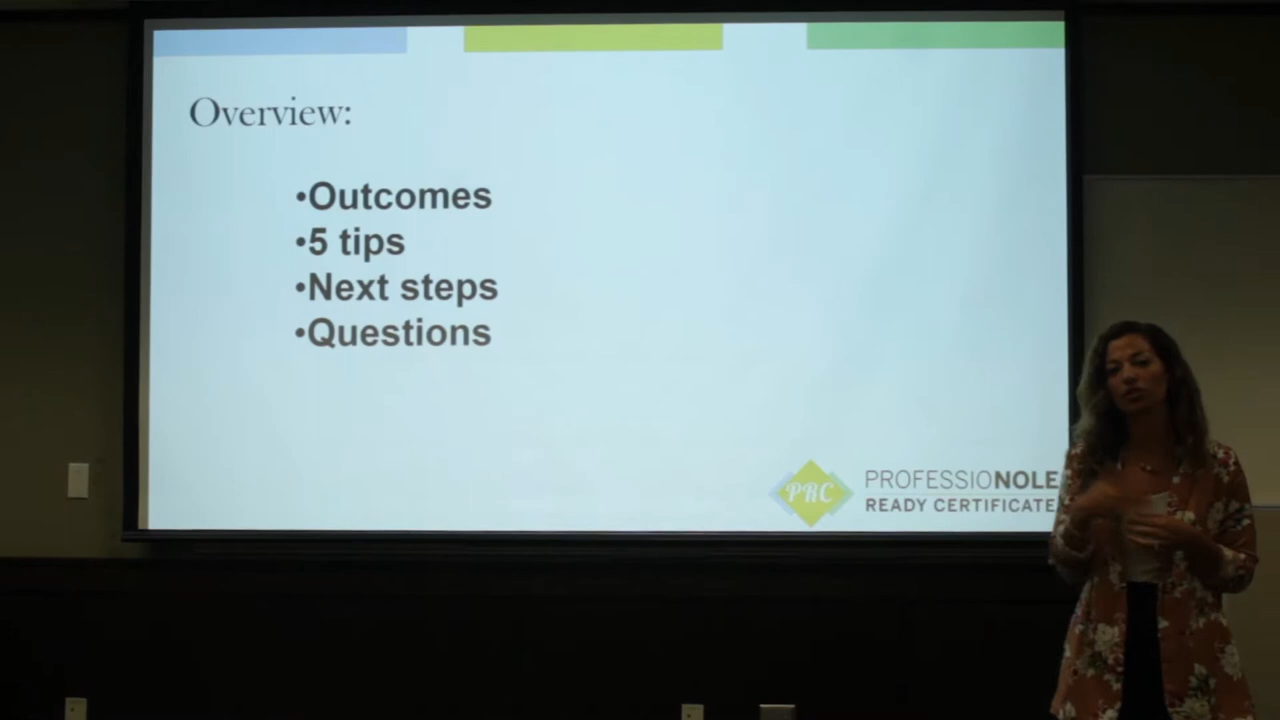 Overview:
•Outcomes
•5 tips
•Next steps
•Questions
PRC
PROFESSIONOLE
READY CERTIFICATE